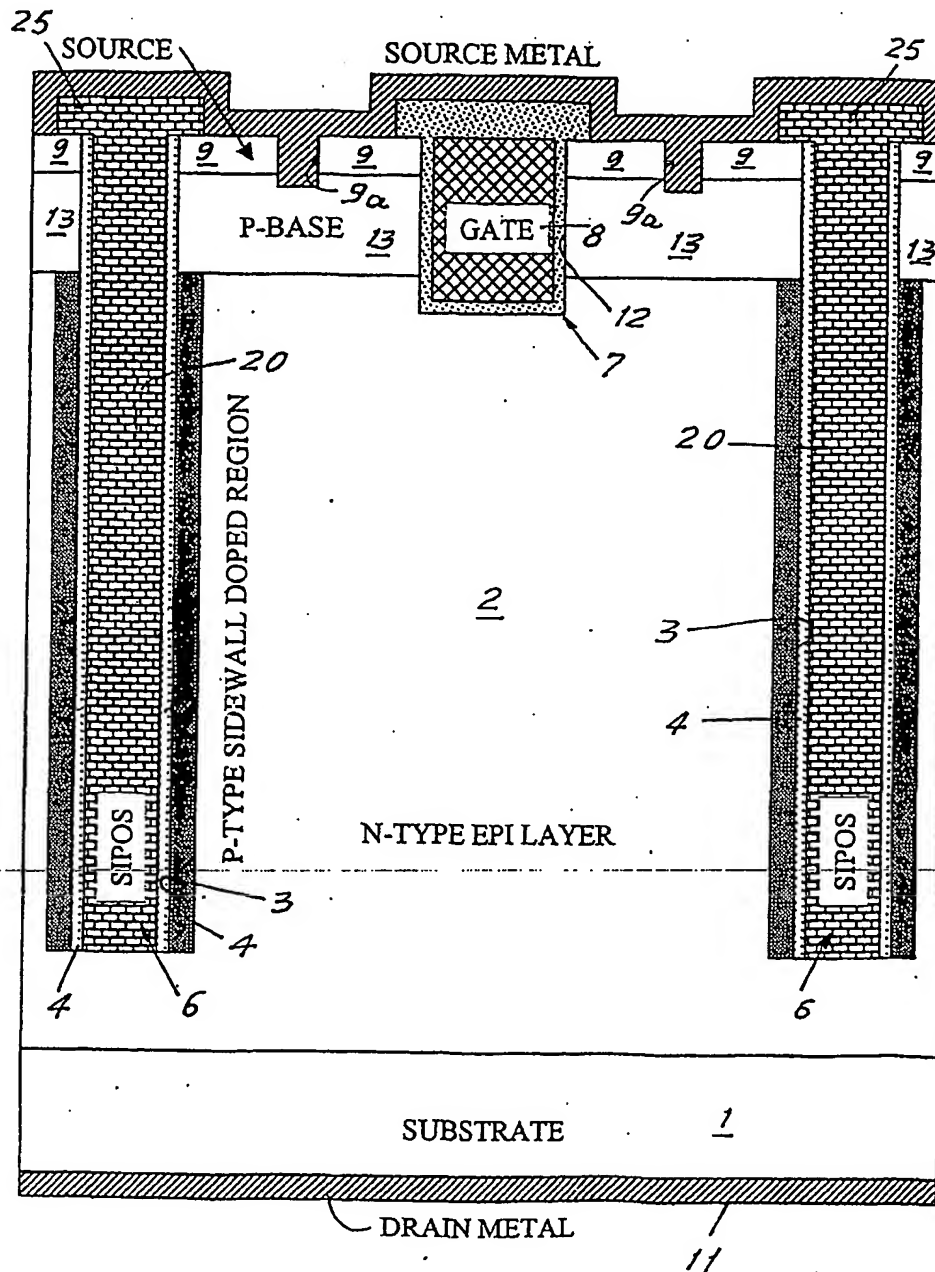 25
SOURCE
SOURCE METAL
25
9
9
9
9
9
9
9a
9a
13
P-BASE
13
GATE
8
13
13
12
7
20
20
P-TYPE SIDEWALL DOPED REGION
2
3
4
N-TYPE EPI LAYER
SIPOS
SIPOS
3
4
4
6
6
SUBSTRATE
1
DRAIN METAL
11